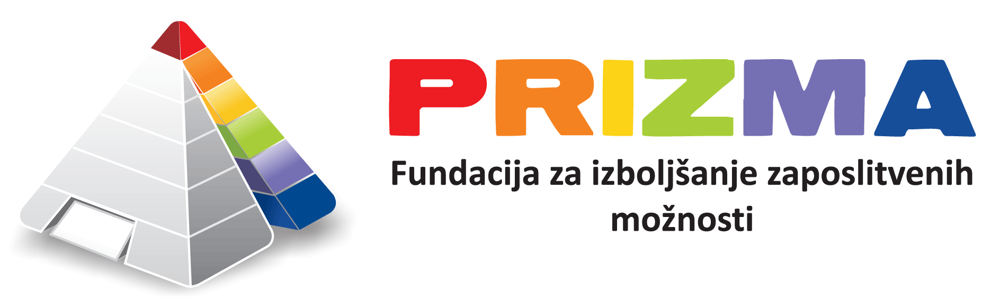 PRIZMA
Fundacija za izboljšanje zaposlitvenih
možnosti